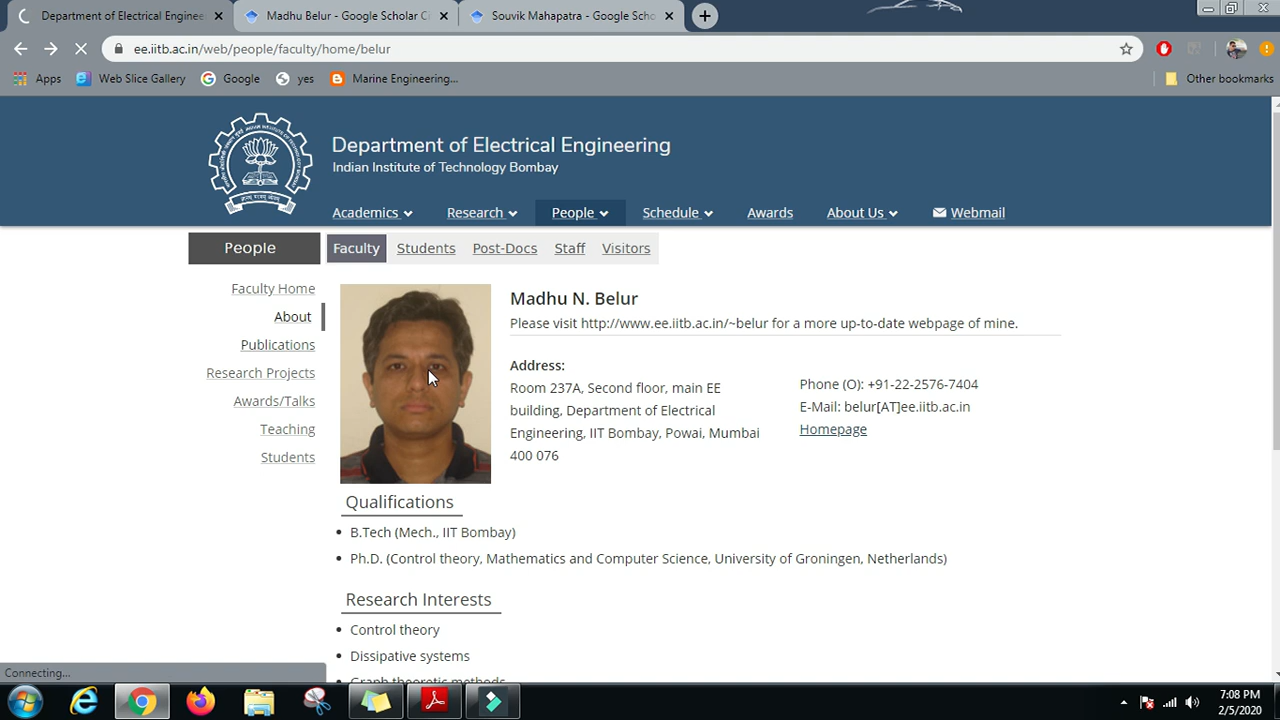 Department of Electrical Enginee
Madhu Belur - Google Scholar Ci
Souvik Mahapatra - Google Scho
ee.iitb.ac.in/web/people/faculty/home/belur
Apps
Web Slice Gallery
Google
yes
Marine Engineering...
Other bookmarks
Department of Electrical Engineering
Indian Institute of Technology Bombay
Academics
Research
People
Schedule
Awards
About Us
Webmail
People
Faculty
Students
Post-Docs
Staff
Visitors
Faculty Home
About
Publications
Research Projects
Awards/Talks
Teaching
Students
Madhu N. Belur
Please visit http://www.ee.iitb.ac.in/~belur for a more up-to-date webpage of mine.
Address:
Room 237A, Second floor, main EE
building, Department of Electrical
Engineering, IIT Bombay, Powai, Mumbai
400 076
Phone (O): +91-22-2576-7404
E-Mail: belur[AT]ee.iitb.ac.in
Homepage
Qualifications
B.Tech (Mech., IIT Bombay)
Ph.D. (Control theory, Mathematics and Computer Science, University of Groningen, Netherlands)
Research Interests
Control theory
Dissipative systems
Graph theoretic methods
Connecting...
7:08 PM
2/5/2020